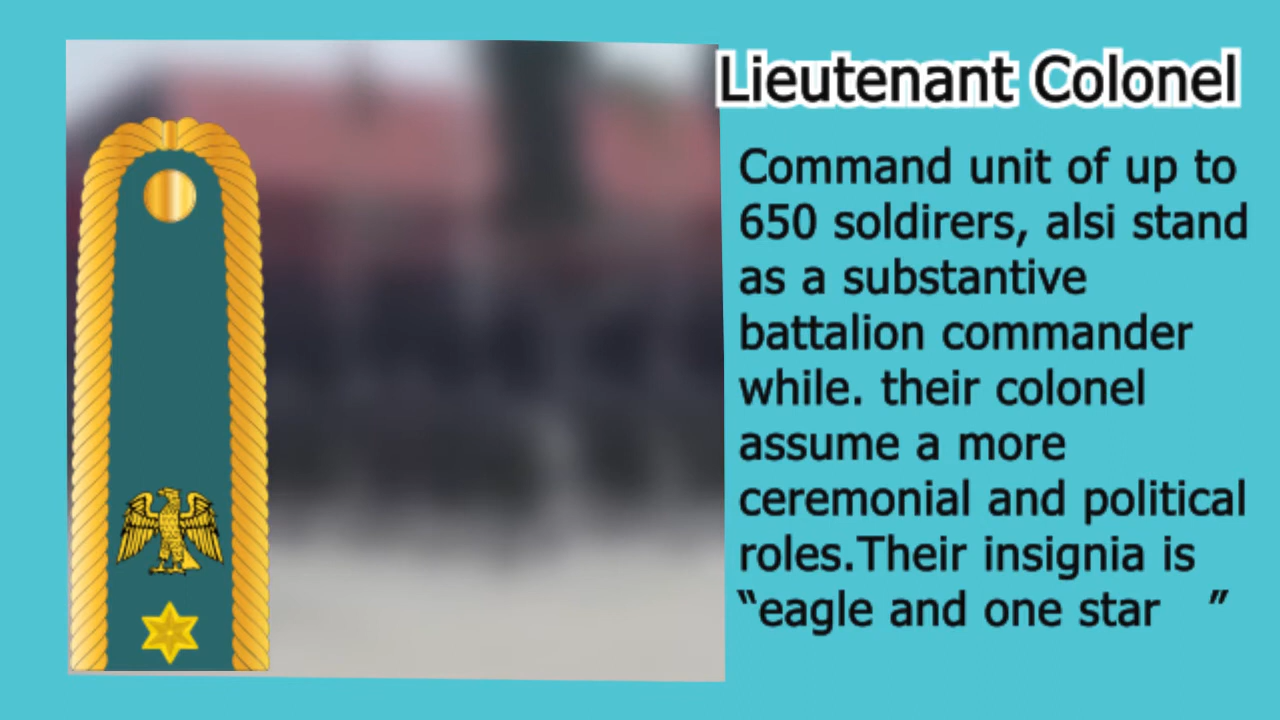 Lieutenant Colonel
Command unit of up to
650 soldirers, alsi stand
as a substantive
battalion commander
while. their colonel
assume a more
ceremonial and political
roles.Their insignia is
“eagle and one star   ”